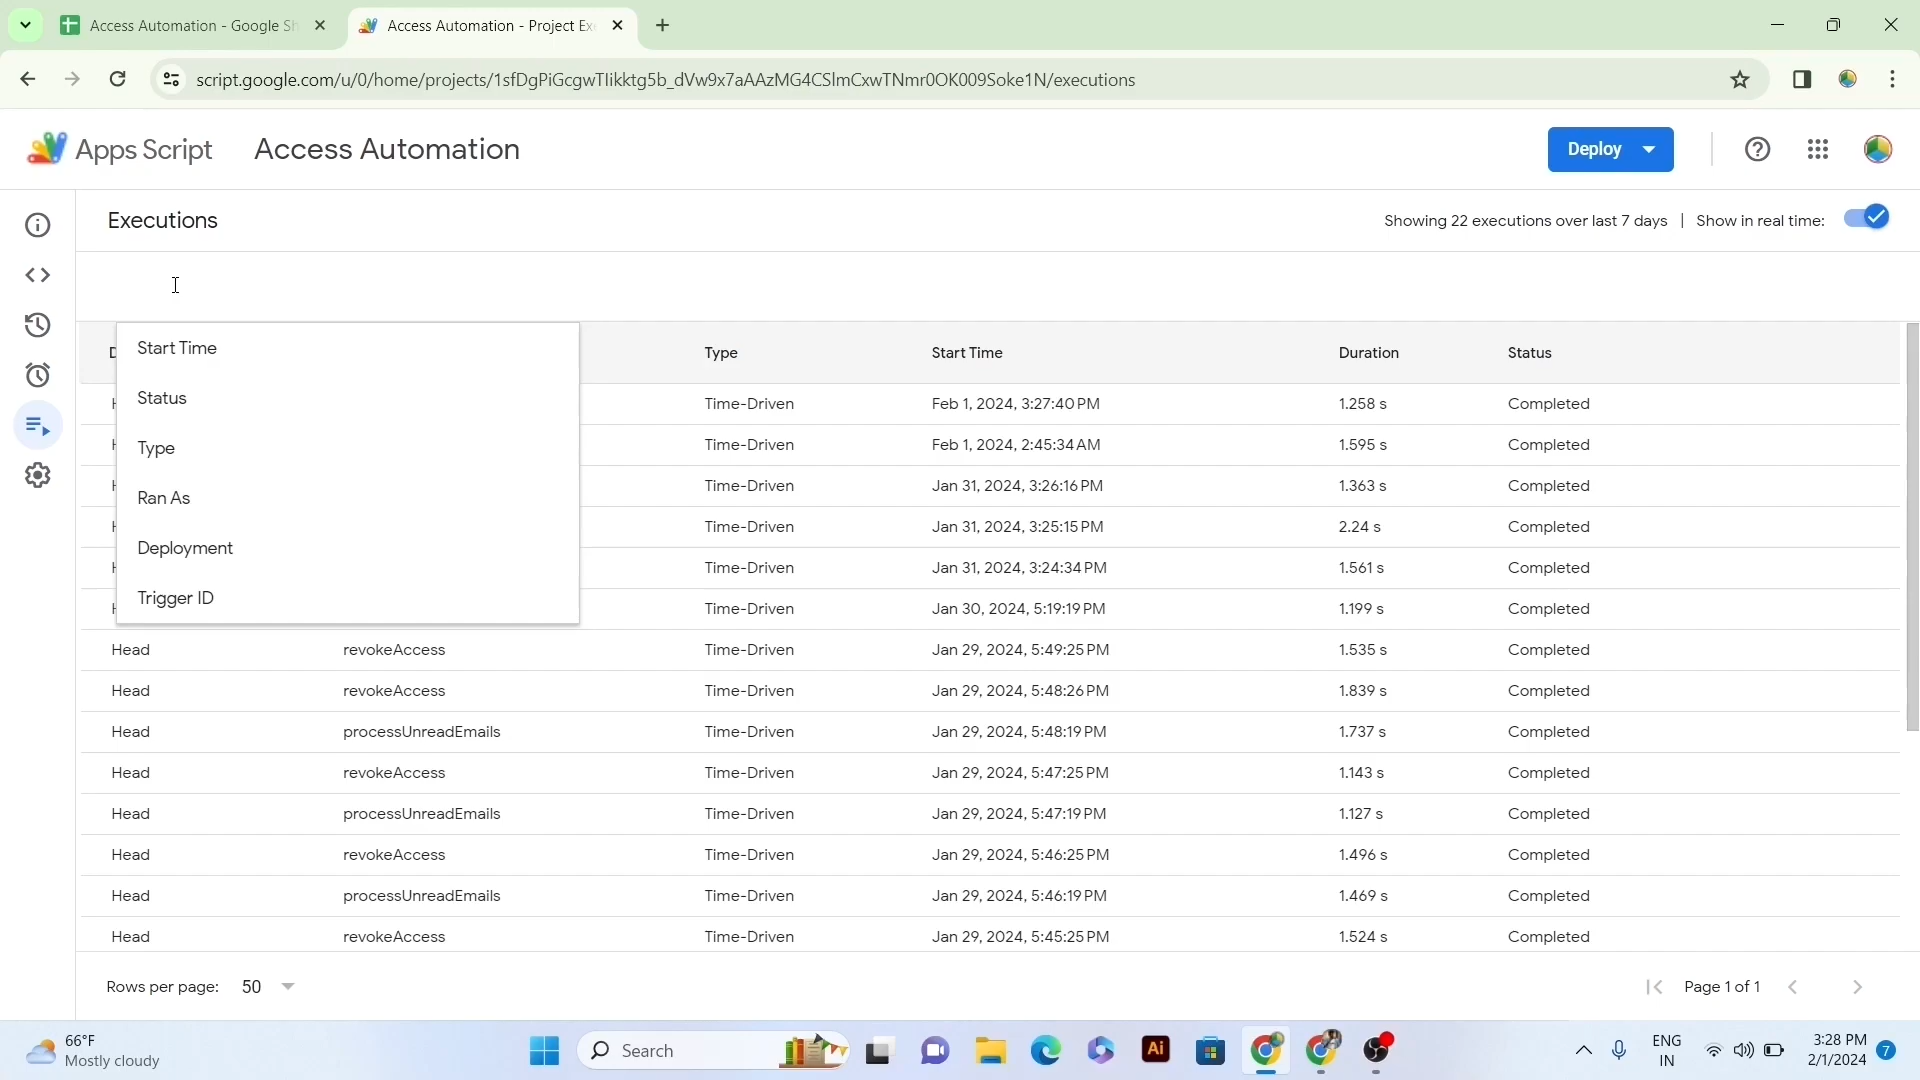 Access Automation - Google Sh
Access Automation - Project Exe
script.google.com/u/0/home/projects/1sfDgPiGcgwTIikktg5b_dVw9x7aAAzMG4CSlmCxwTNmr0OK009Soke1N/executions
Apps Script
Access Automation
Deploy
Executions
Showing 22 executions over last 7 days | Show in real time:
Start Time
Status
Type
Ran As
Deployment
Trigger ID
Type Start Time Duration Status
Time-Driven Feb 1, 2024, 3:27:40 PM 1.258 s Completed
Time-Driven Feb 1, 2024, 2:45:34 AM 1.595 s Completed
Time-Driven Jan 31, 2024, 3:26:16 PM 1.363 s Completed
Time-Driven Jan 31, 2024, 3:25:15 PM 2.24 s Completed
Time-Driven Jan 31, 2024, 3:24:34 PM 1.561 s Completed
Time-Driven Jan 30, 2024, 5:19:19 PM 1.199 s Completed
Head revokeAccess Time-Driven Jan 29, 2024, 5:49:25 PM 1.535 s Completed
Head revokeAccess Time-Driven Jan 29, 2024, 5:48:26 PM 1.839 s Completed
Head processUnreadEmails Time-Driven Jan 29, 2024, 5:48:19 PM 1.737 s Completed
Head revokeAccess Time-Driven Jan 29, 2024, 5:47:25 PM 1.143 s Completed
Head processUnreadEmails Time-Driven Jan 29, 2024, 5:47:19 PM 1.127 s Completed
Head revokeAccess Time-Driven Jan 29, 2024, 5:46:25 PM 1.496 s Completed
Head processUnreadEmails Time-Driven Jan 29, 2024, 5:46:19 PM 1.469 s Completed
Head revokeAccess Time-Driven Jan 29, 2024, 5:45:25 PM 1.524 s Completed
Rows per page: 50
Page 1 of 1
66°F
Mostly cloudy
Search
Ai
ENG
IN
3:28 PM
2/1/2024
7